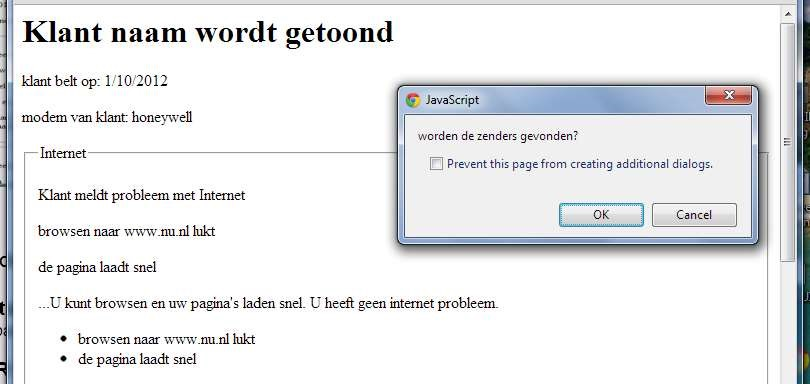 Klant naam wordt getoond
klant belt op: 1/10/2012
modem van klant: honeywell
Internet
Klant meldt probleem met Internet
browsen naar www.nu.nl lukt
de pagina laadt snel
...U kunt browsen en uw pagina's laden snel. U heeft geen internet probleem.
browsen naar www.nu.nl lukt
de pagina laadt snel
JavaScript
worden de zenders gevonden?
Prevent this page from creating additional dialogs.
OK
Cancel